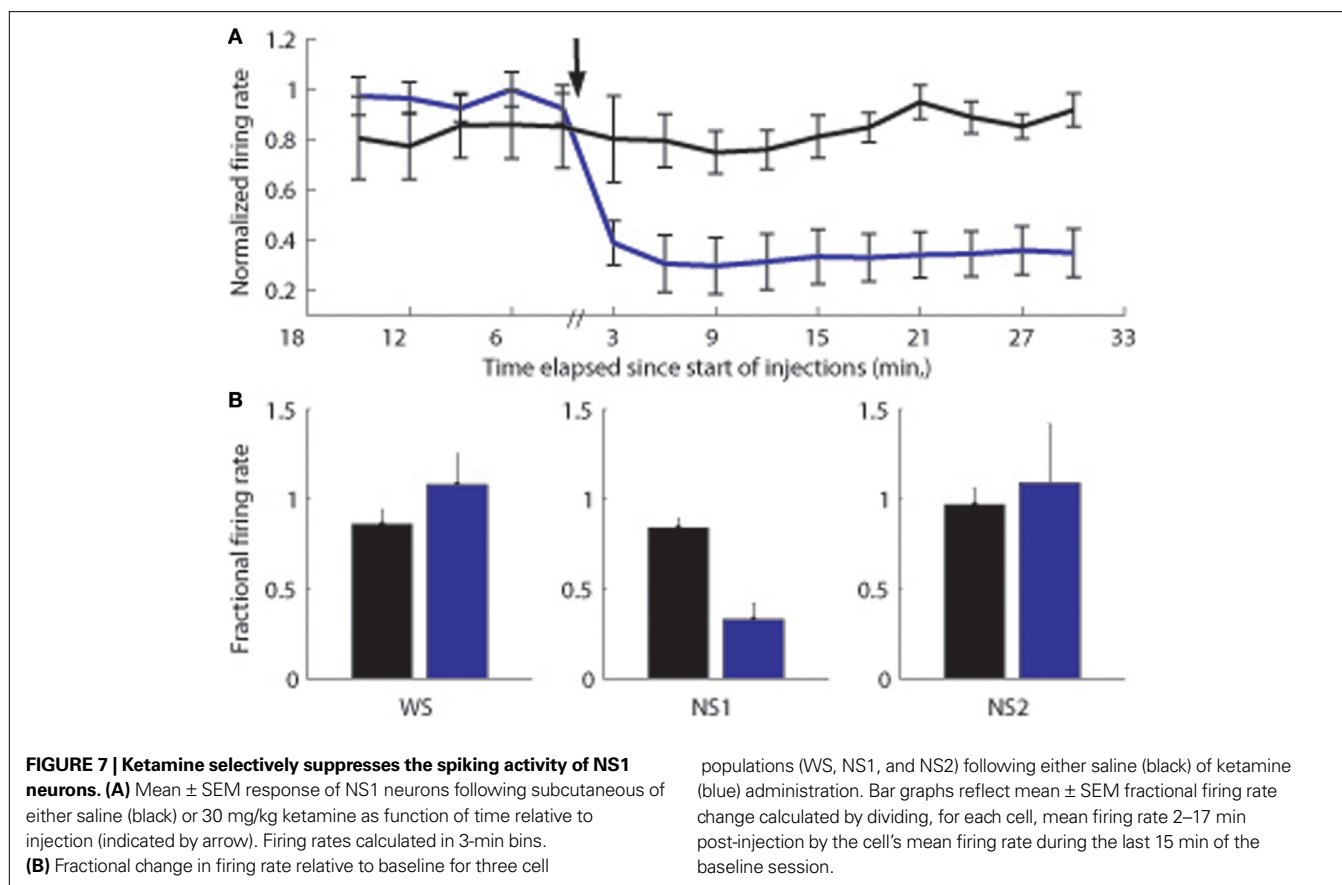 A
1.2
1
0.8
0.6
0.4
0.2
Normalized firing rate
18 12 6 // 3 9 15 21 27 33
Time elapsed since start of injections (min,)
B
1.5 1.5 1.5
1 1 1
0.5 0.5 0.5
0 0 0
Fractional firing rate
WS NS1 NS2
FIGURE 7 | Ketamine selectively suppresses the spiking activity of NS1
neurons. (A) Mean ± SEM response of NS1 neurons following subcutaneous of
either saline (black) or 30 mg/kg ketamine as function of time relative to
injection (indicated by arrow). Firing rates calculated in 3-min bins.
(B) Fractional change in firing rate relative to baseline for three cell
populations (WS, NS1, and NS2) following either saline (black) of ketamine
(blue) administration. Bar graphs reflect mean ± SEM fractional firing rate
change calculated by dividing, for each cell, mean firing rate 2–17 min
post-injection by the cell's mean firing rate during the last 15 min of the
baseline session.